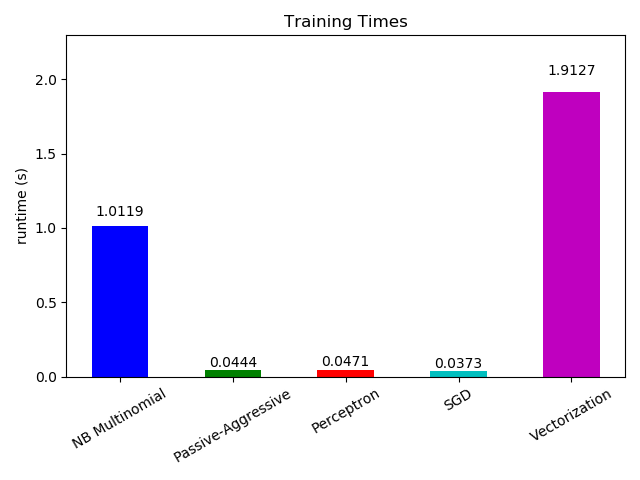 Training Times
runtime (s)
2.0
1.5
1.0
0.5
0.0
1.0119
0.0444
0.0471
0.0373
1.9127
NB Multinomial
Passive-Aggressive
Perceptron
SGD
Vectorization